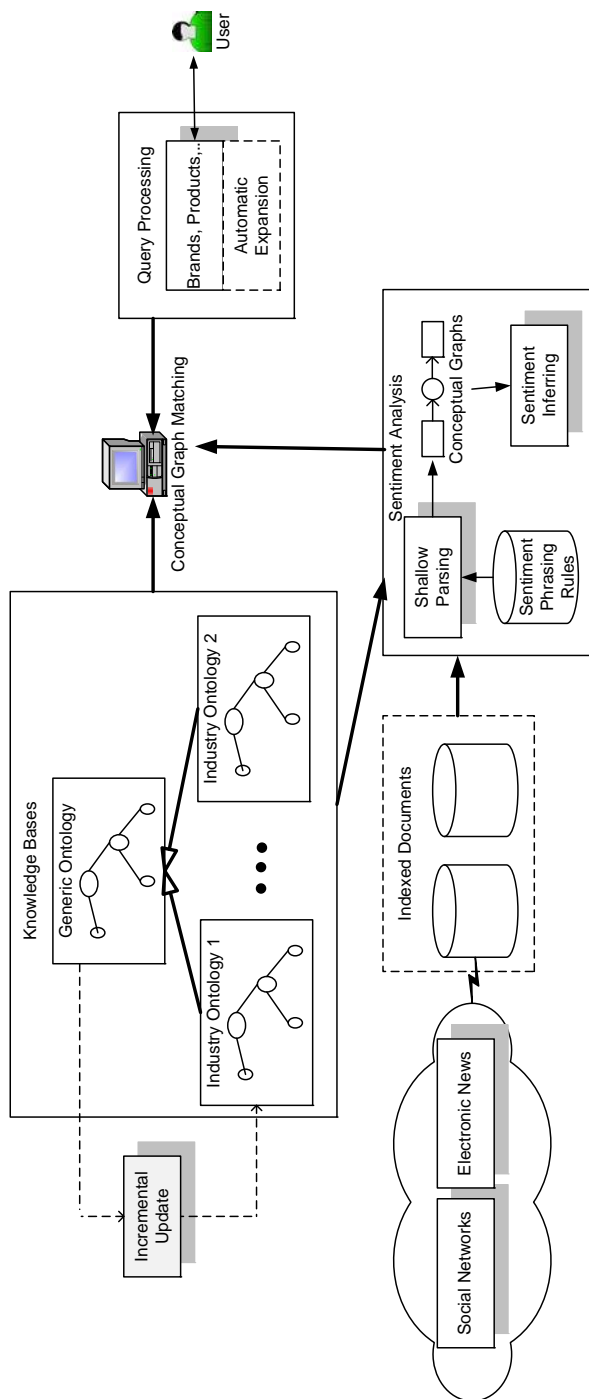 Knowledge Bases
Generic Ontology
Industry Ontology 1
Industry Ontology 2
Incremental
Update
Conceptual Graph Matching
Query Processing
Brands, Products,..
Automatic
Expansion
User
Social Networks
Electronic News
Indexed Documents
Sentiment Analysis
Shallow
Parsing
Sentiment
Phrasing
Rules
Conceptual Graphs
Sentiment
Inferring